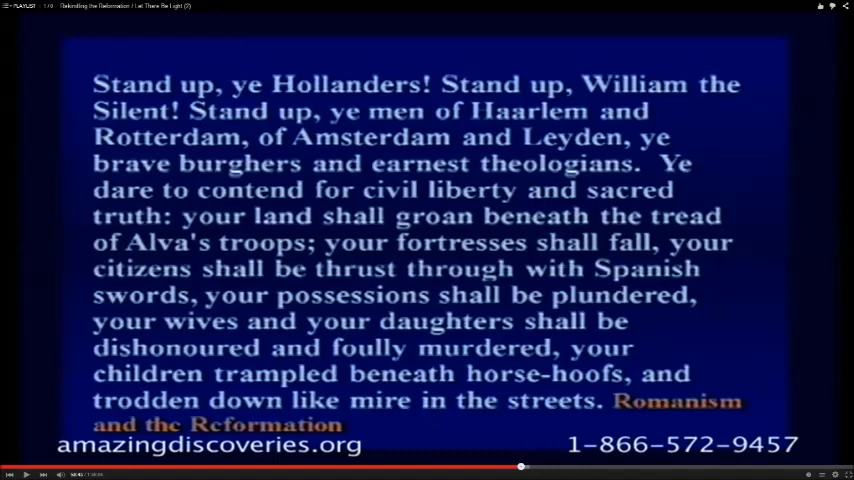 PLAYLIST
Rekindling the Reformation / Let There Be Light (2)
Stand up, ye Hollanders! Stand up, William the
Silent! Stand up, ye men of Haarlem and
Rotterdam, of Amsterdam and Leyden, ye
brave burghers and earnest theologians. Ye
dare to contend for civil liberty and sacred
truth: your land shall groan beneath the tread
of Alva's troops; your fortresses shall fall, your
citizens shall be thrust through with Spanish
swords, your possessions shall be plundered,
your wives and your daughters shall be
dishonoured and foully murdered, your
children trampled beneath horse-hoofs, and
trodden down like mire in the streets. Romanism
and the Reformation
amazingdiscoveries.org 1-866-572-9457